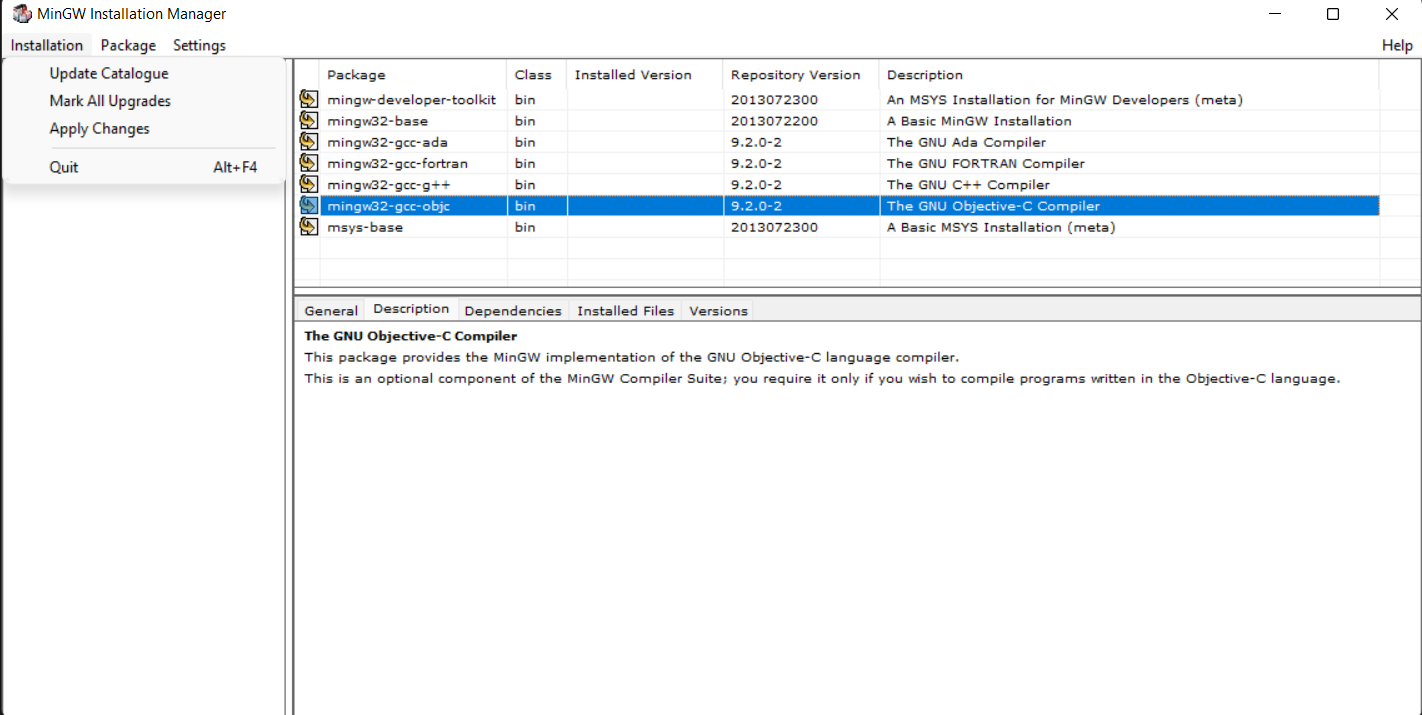 MinGW Installation Manager
Installation Package Settings Help
Update Catalogue
Mark All Upgrades
Apply Changes
Quit Alt+F4
Package Class Installed Version Repository Version Description
mingw-developer-toolkit bin 2013072300 An MSYS Installation for MinGW Developers (meta)
mingw32-base bin 2013072200 A Basic MinGW Installation
mingw32-gcc-ada bin 9.2.0-2 The GNU Ada Compiler
mingw32-gcc-fortran bin 9.2.0-2 The GNU FORTRAN Compiler
mingw32-gcc-g++ bin 9.2.0-2 The GNU C++ Compiler
mingw32-gcc-objc bin 9.2.0-2 The GNU Objective-C Compiler
msys-base bin 2013072300 A Basic MSYS Installation (meta)
General Description Dependencies Installed Files Versions
The GNU Objective-C Compiler
This package provides the MinGW implementation of the GNU Objective-C language compiler.
This is an optional component of the MinGW Compiler Suite; you require it only if you wish to compile programs written in the Objective-C language.